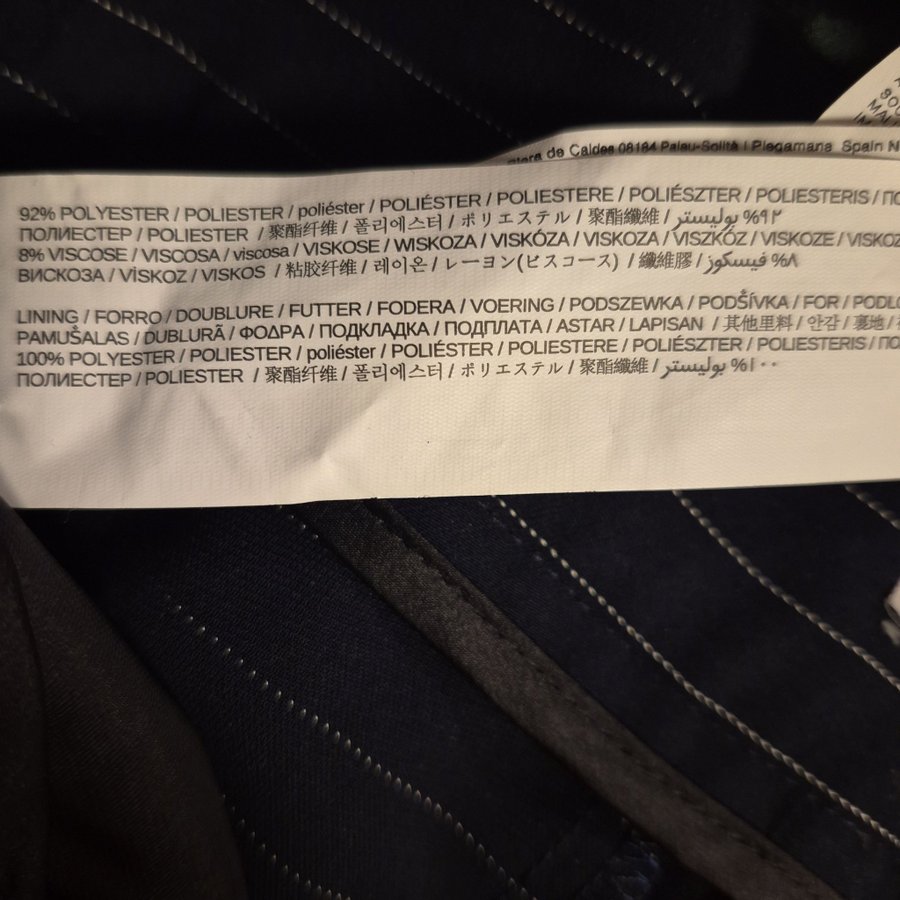 de Caldes 08184 Palau-Solità i Plegamans Spain
92% POLYESTER / POLIESTER / poliéster / POLIÉSTER / POLIESTERE / POLIÉSZTER / POLIESTERIS / ПО
ПОЛИЕСТЕР / POLIESTER / 聚酯纤维 / 폴리에스터 / ポリエステル / 聚酯纖維 / بوليستر %٩٢
8% VISCOSE / VISCOSA / viscosa / VISKOSE / WISKOZA / VISKÓZA / VISKOZA / VISZKÓZ / VISKOZE / VISKOZ
ВИСКОЗА / VİSKOZ / VISKOS / 粘胶纤维 / 레이온 / レーヨン(ビスコース) / 纖維膠 / فيسكوز %٨
LINING / FORRO / DOUBLURE / FUTTER / FODERA / VOERING / PODSZEWKA / PODŠÍVKA / FOR / PODLO
PAMUŠALAS / DUBLURĂ / ФОДРА / ПОДКЛАДКА / ПОДПЛАТА / ASTAR / LAPISAN / 其他里料 / 안감 / 裏地 /
100% POLYESTER / POLIESTER / poliéster / POLIÉSTER / POLIESTERE / POLIÉSZTER / POLIESTERIS / ПО
ПОЛИЕСТЕР / POLIESTER / 聚酯纤维 / 폴리에스터 / ポリエステル / 聚酯纖維 / بوليستر %١٠٠